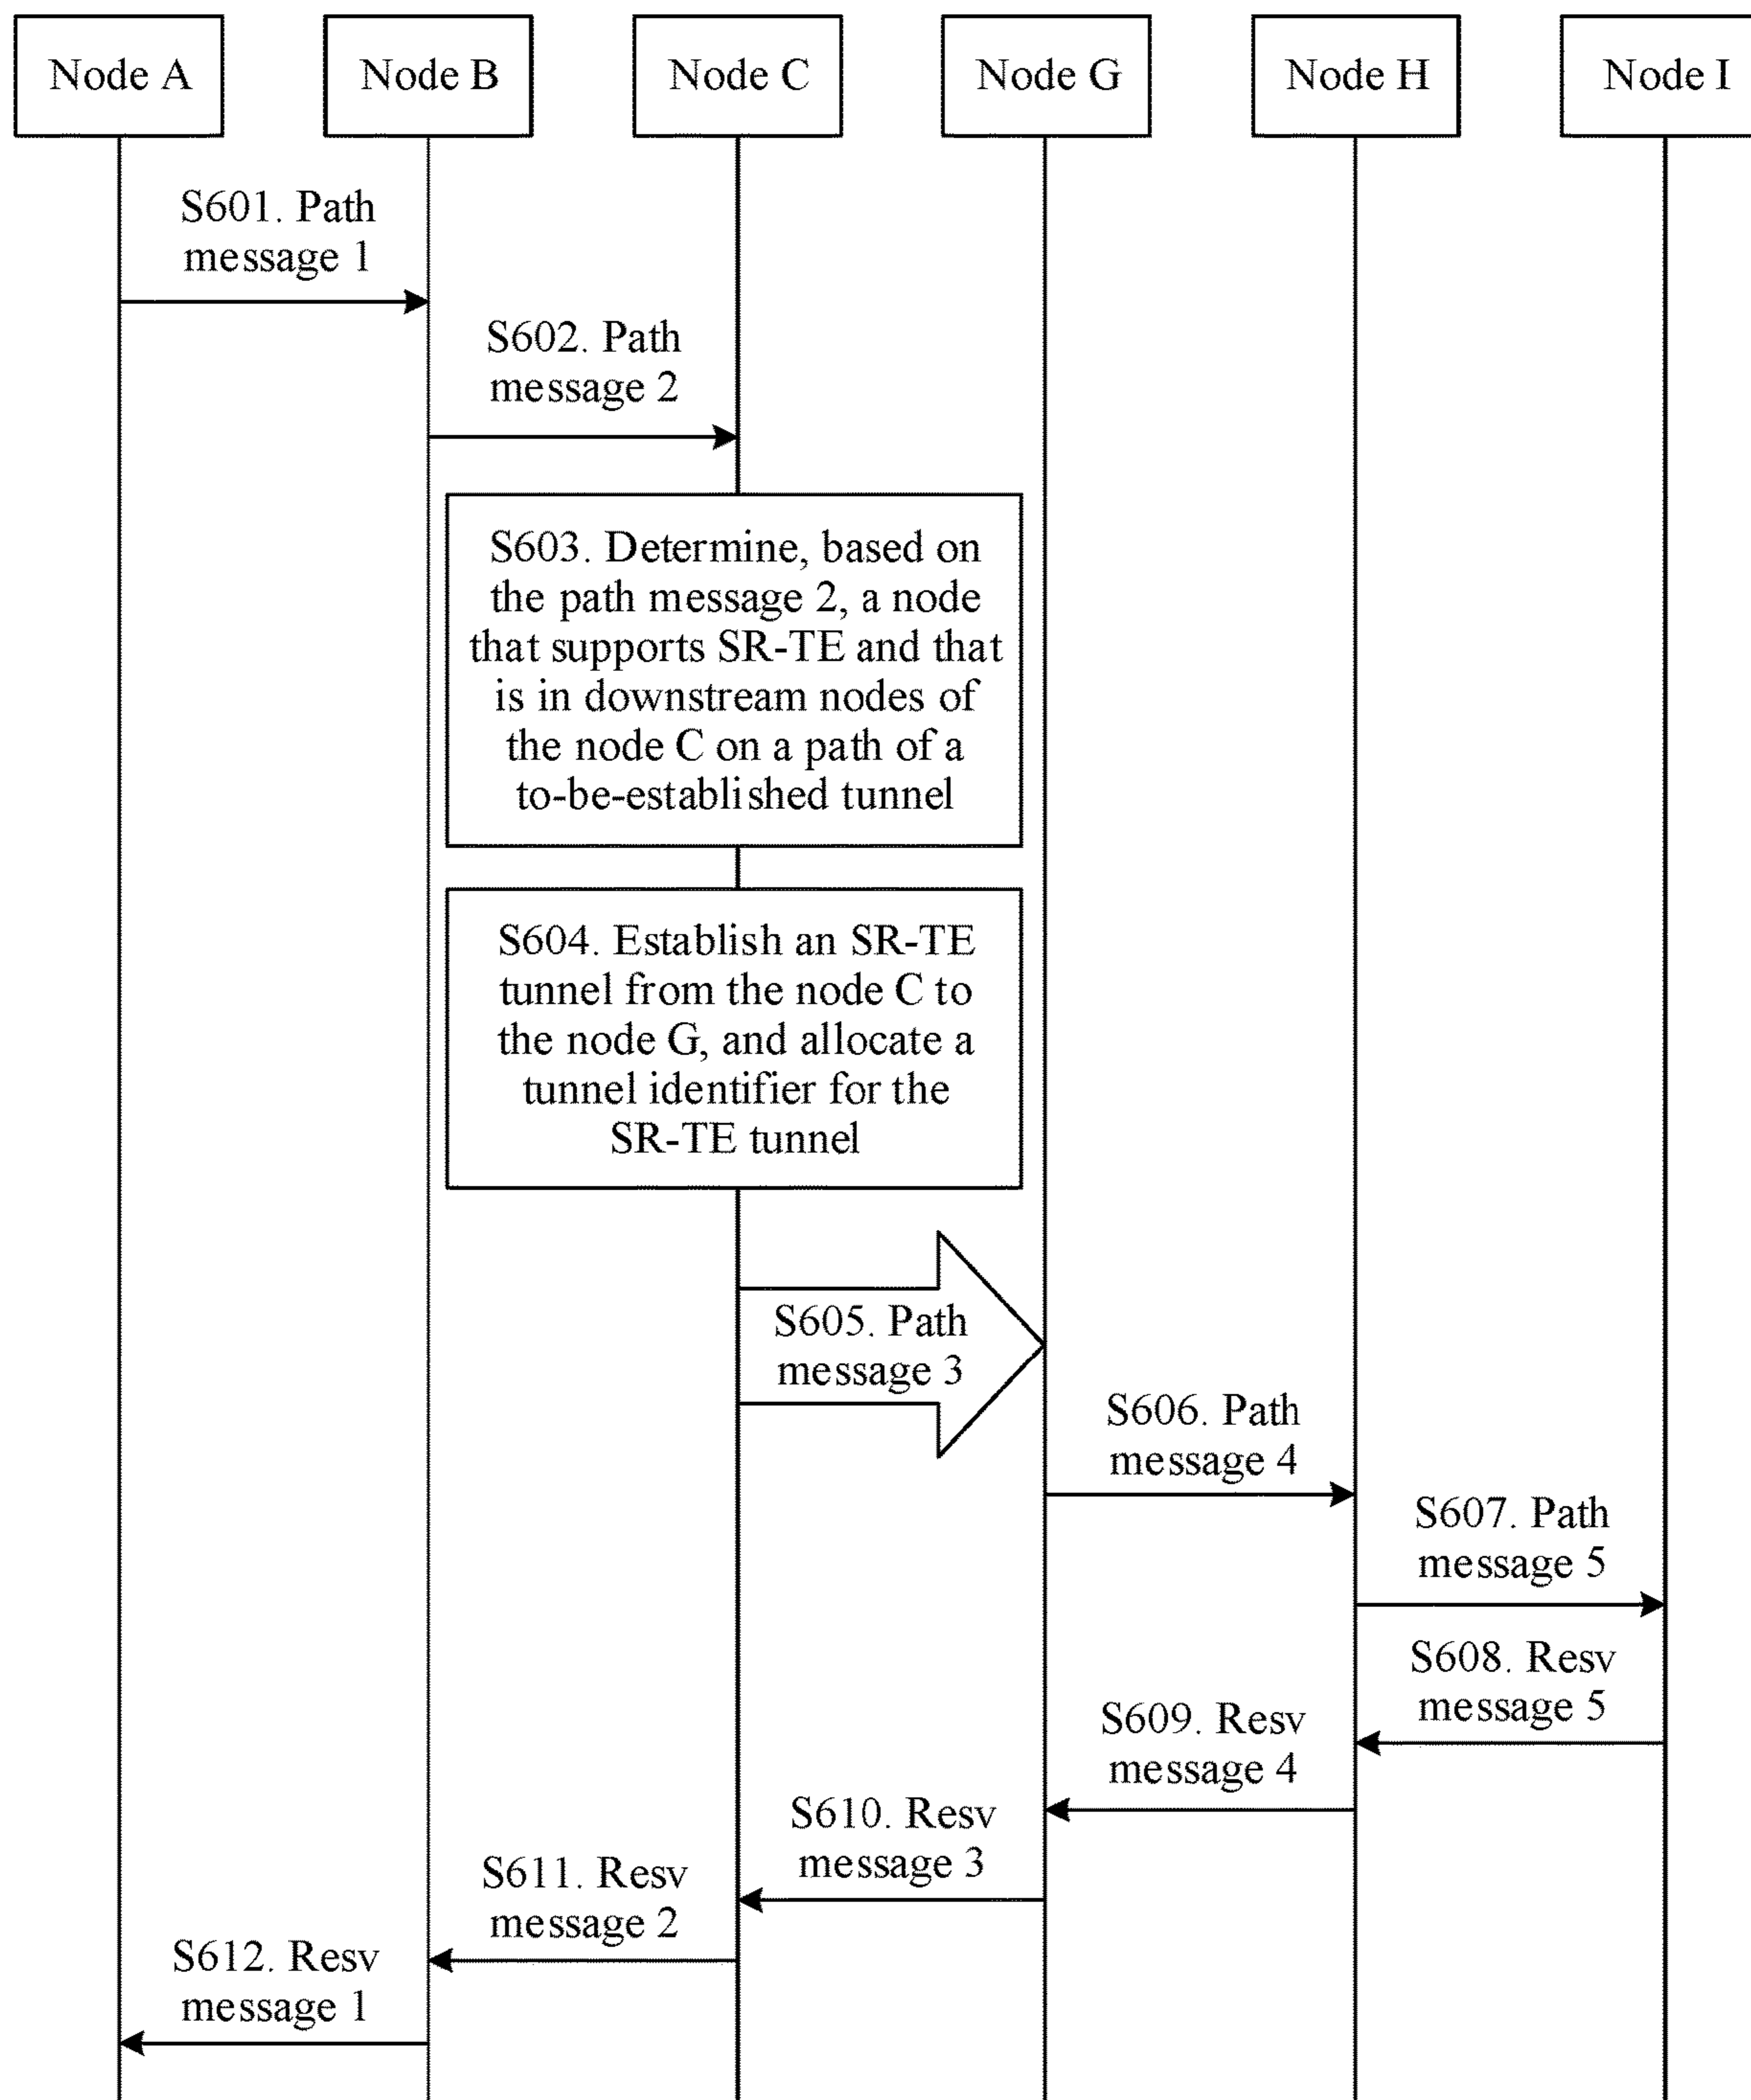 Node A
Node B
Node C
Node G
Node H
Node I
S601. Path
message 1
S602. Path
message 2
S603. Determine, based on
the path message 2, a node
that supports SR-TE and that
is in downstream nodes of
the node C on a path of a
to-be-established tunnel
S604. Establish an SR-TE
tunnel from the node C to
the node G, and allocate a
tunnel identifier for the
SR-TE tunnel
S605. Path
message 3
S606. Path
message 4
S607. Path
message 5
S608. Resv
message 5
S609. Resv
message 4
S610. Resv
message 3
S611. Resv
message 2
S612. Resv
message 1